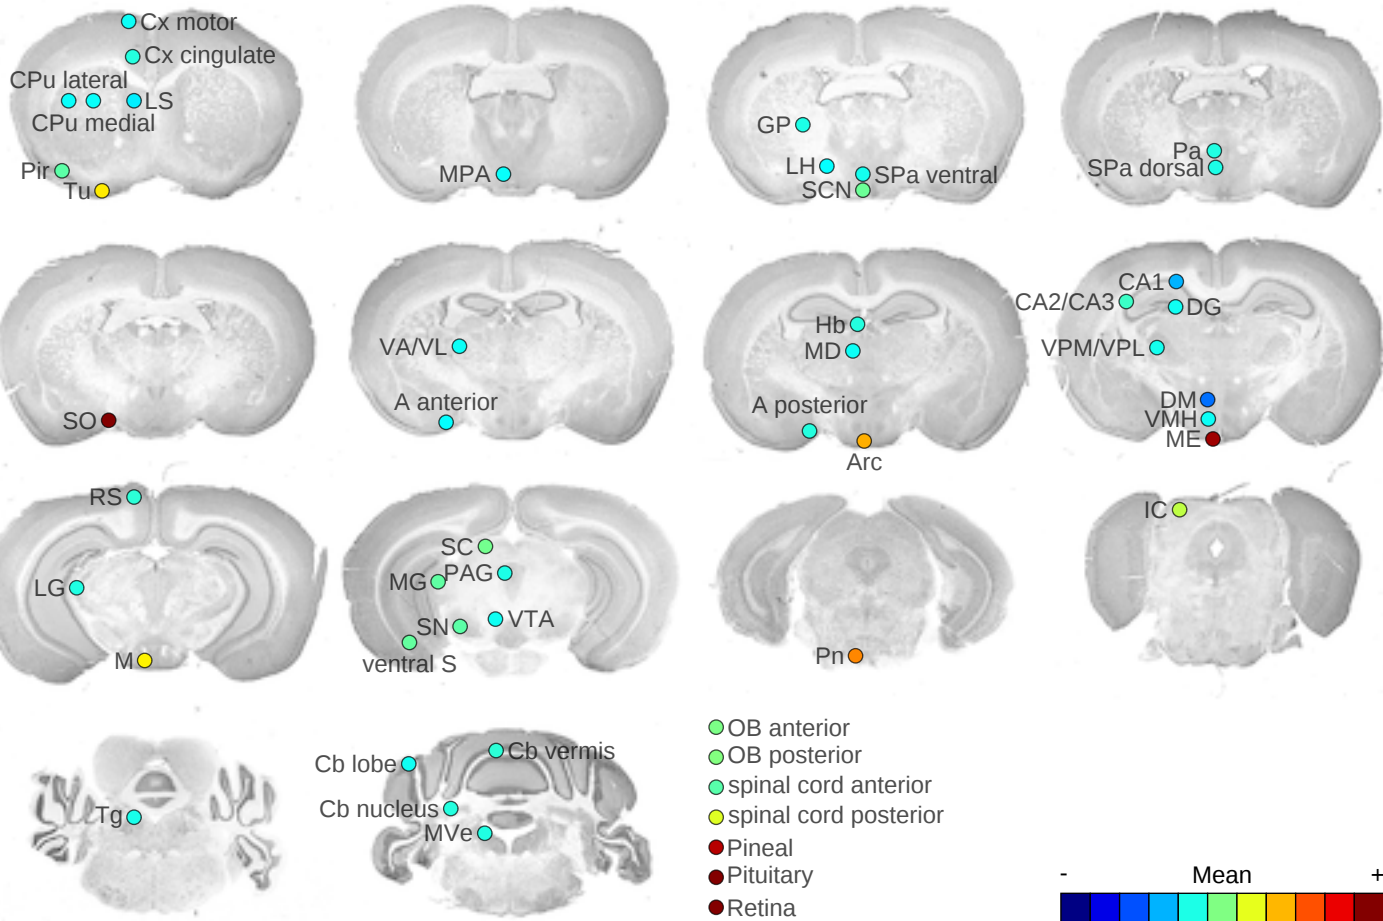 Cx motor
Cx cingulate
CPu lateral
LS
CPu medial
Pir
Tu
MPA
GP
LH
SPa ventral
SCN
Pa
SPa dorsal
SO
VA/VL
A anterior
Hb
MD
A posterior
Arc
CA1
CA2/CA3
DG
VPM/VPL
DM
VMH
ME
RS
LG
M
SC
MG
PAG
SN
VTA
ventral S
Pn
IC
Tg
Cb lobe
Cb vermis
Cb nucleus
MVe
OB anterior
OB posterior
spinal cord anterior
spinal cord posterior
Pineal
Pituitary
Retina
- Mean +